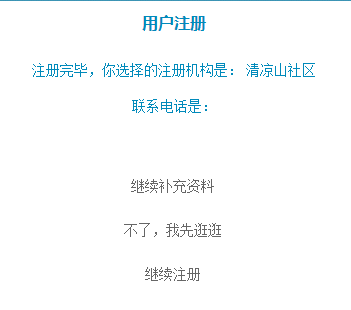 用户注册
注册完毕，你选择的注册机构是： 清凉山社区
联系电话是：
继续补充资料
不了，我先逛逛
继续注册